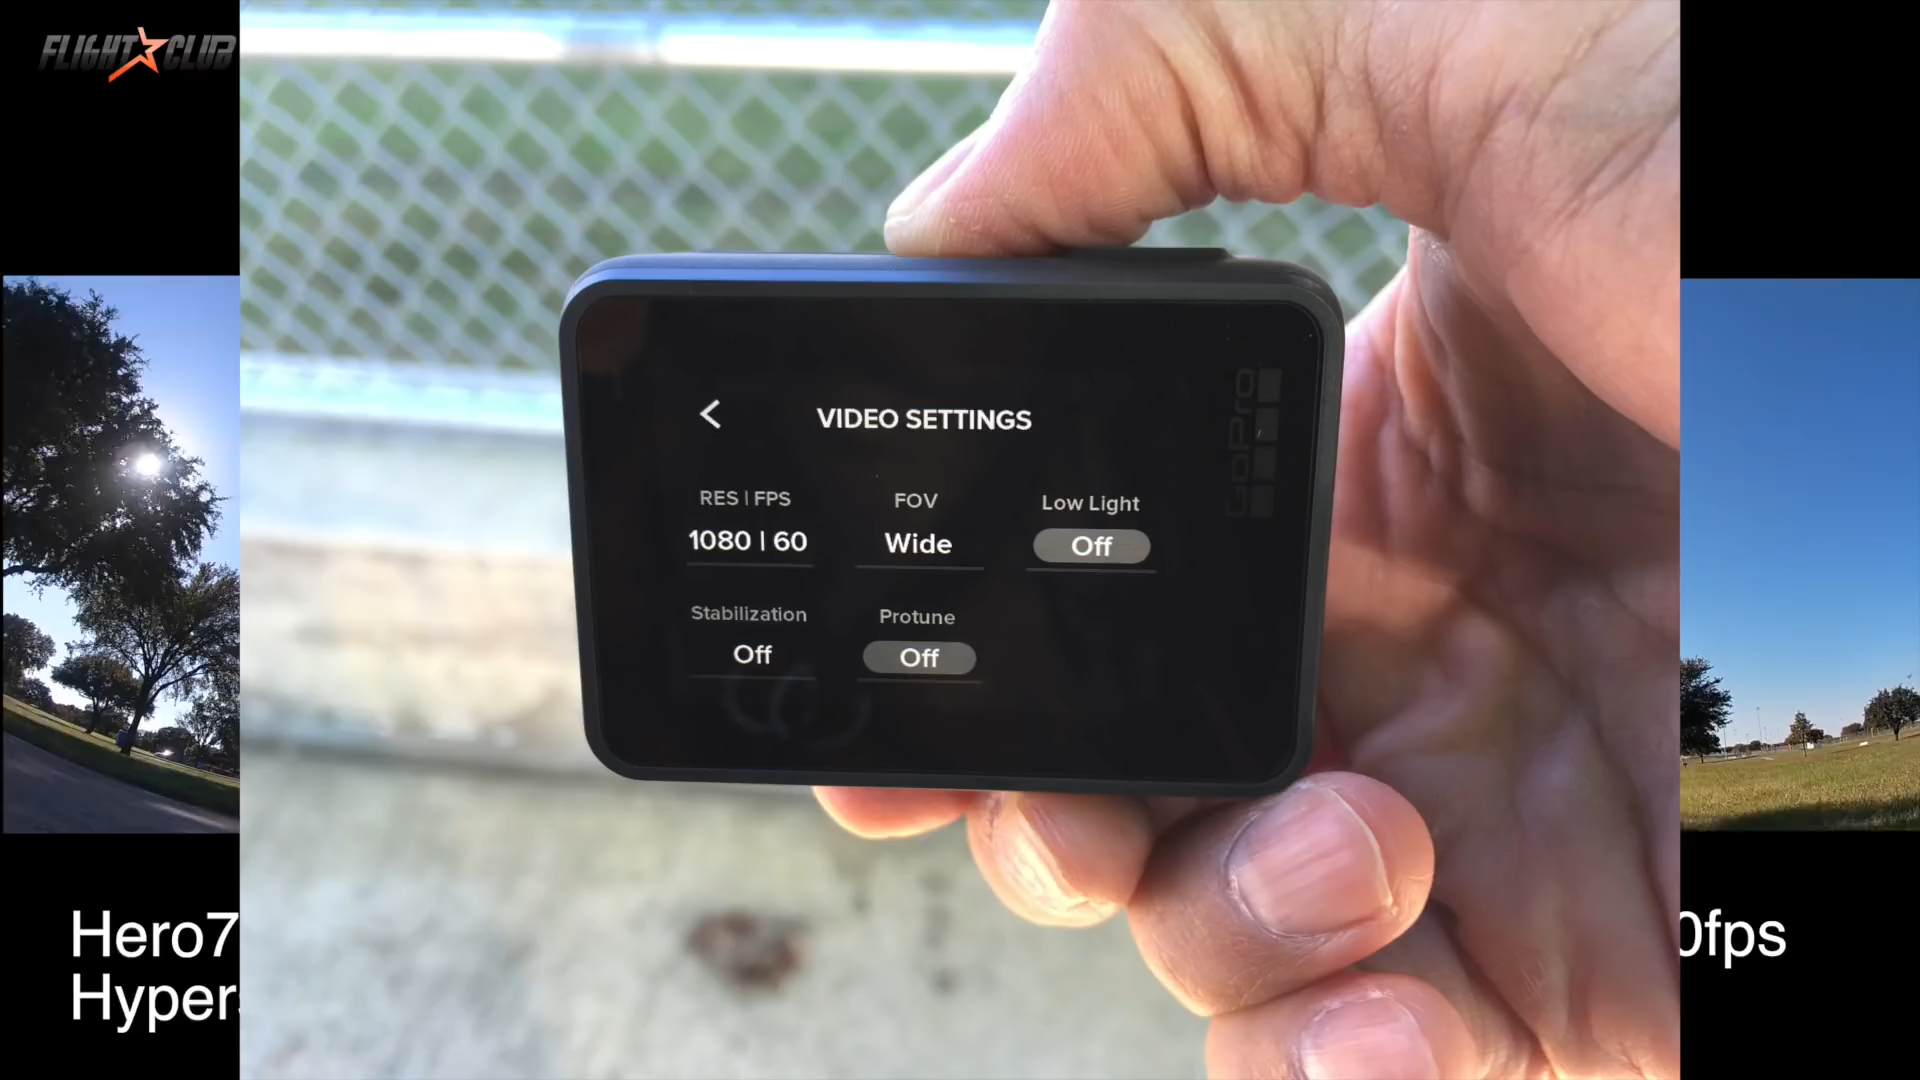 FLIGHT CLUB
VIDEO SETTINGS
RES | FPS
FOV
Low Light
1080 | 60
Wide
Off
Stabilization
Protune
Off
Off
GoPro
Hero7
Hyper
0fps